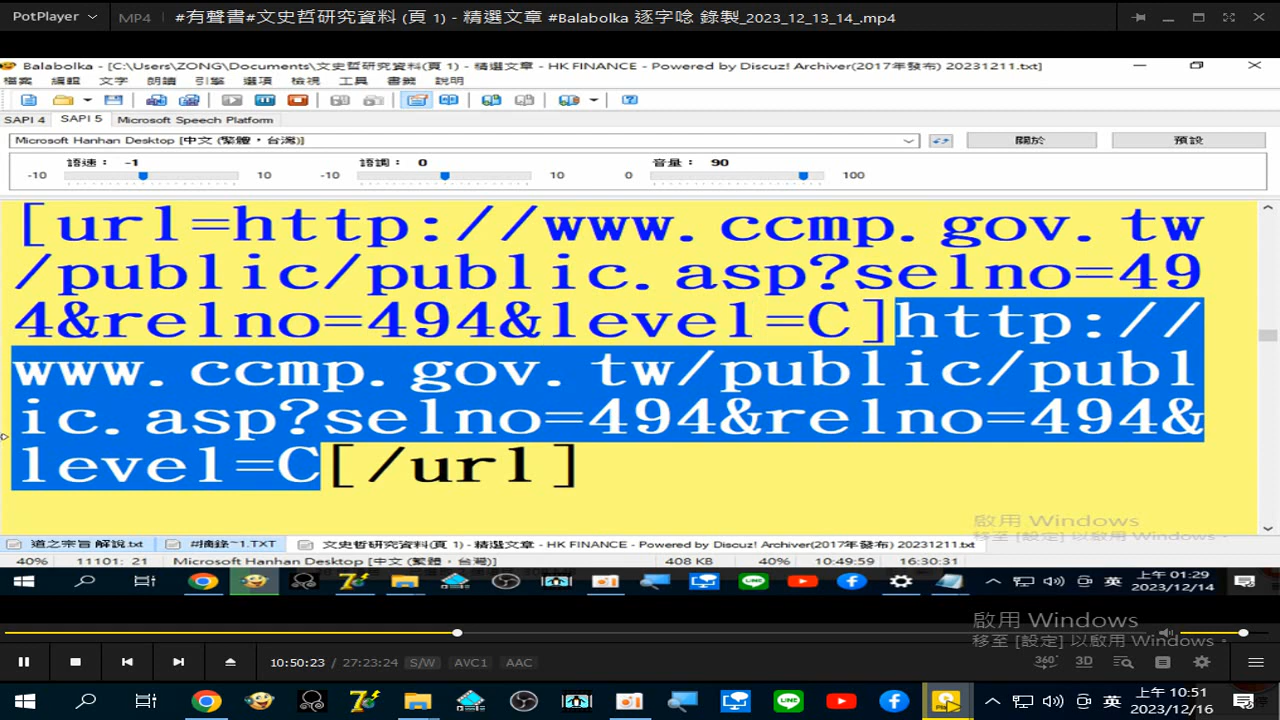 PotPlayer MP4 #有聲書#文史哲研究資料 (頁 1) - 精選文章 #Balabolka 逐字唸 錄製_2023_12_13_14_.mp4
Balabolka - [C:\Users\ZONG\Documents\文史哲研究資料(頁 1) - 精選文章 - HK FINANCE - Powered by Discuz! Archiver(2017年發布) 20231211.txt]
檔案 編輯 文字 朗讀 引擎 選項 檢視 工具 書籤 說明
SAPI 4 SAPI 5 Microsoft Speech Platform
Microsoft Hanhan Desktop [中文 (繁體，台灣)] 關於 預設
語速： -1 語調： 0 音量： 90
-10 10 -10 10 0 100
[url=http://www.ccmp.gov.tw
/public/public.asp?selno=49
4&relno=494&level=C]http://
www.ccmp.gov.tw/public/publ
ic.asp?selno=494&relno=494&
level=C[/url]
啟用 Windows
移至 [設定] 以啟用 Windows。
道之宗旨 解說.txt #摘錄~1.TXT 文史哲研究資料(頁 1) - 精選文章 - HK FINANCE - Powered by Discuz! Archiver(2017年發布) 20231211.txt
40% 11101: 21 Microsoft Hanhan Desktop [中文 (繁體，台灣)] 408 KB 40% 10:49:59 16:30:31
英 上午 01:29
2023/12/14
啟用 Windows
移至 [設定] 以啟用 Windows。
10:50:23 / 27:23:24 S/W AVC1 AAC 360° 3D
英 上午 10:51
2023/12/16